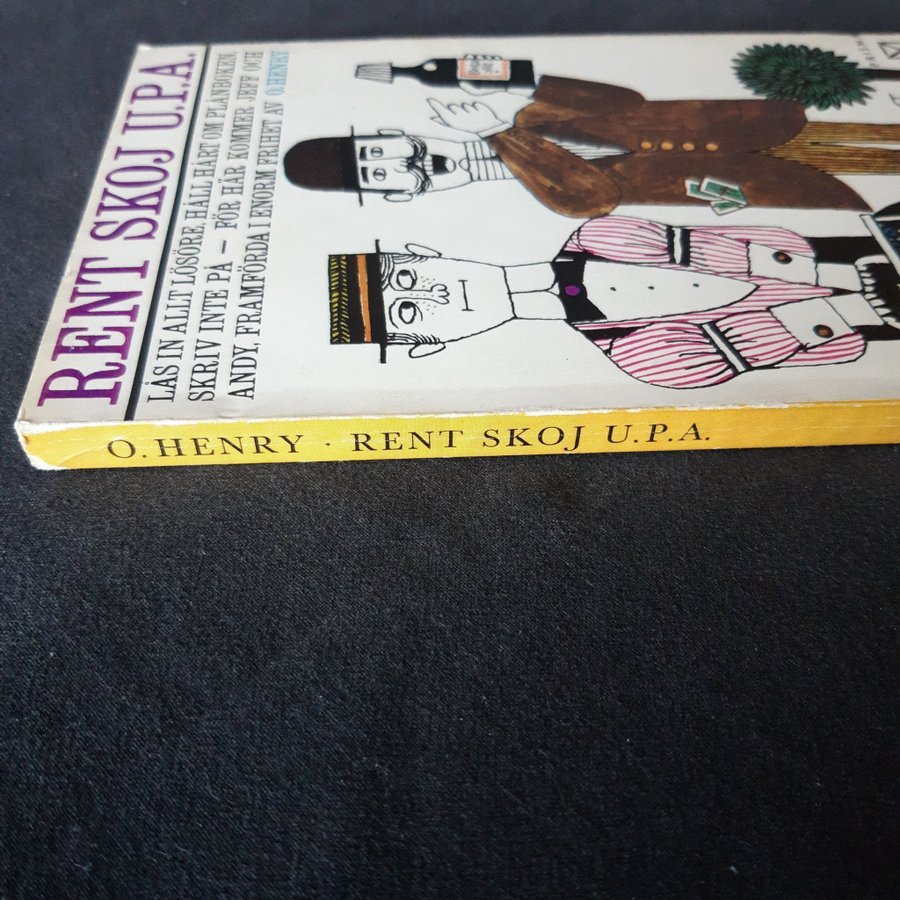 RENT SKOJ U.P.A.
LÅS IN ALLT LÖSÖRE, HÅLL HÅRT OM PLÅNBOKEN,
SKRIV INTE PÅ – FÖR HÄR KOMMER JEFF OCH
ANDY, FRAMFÖRDA I ENORM FRIHET AV O. HENRY
O. HENRY · RENT SKOJ U.P.A.